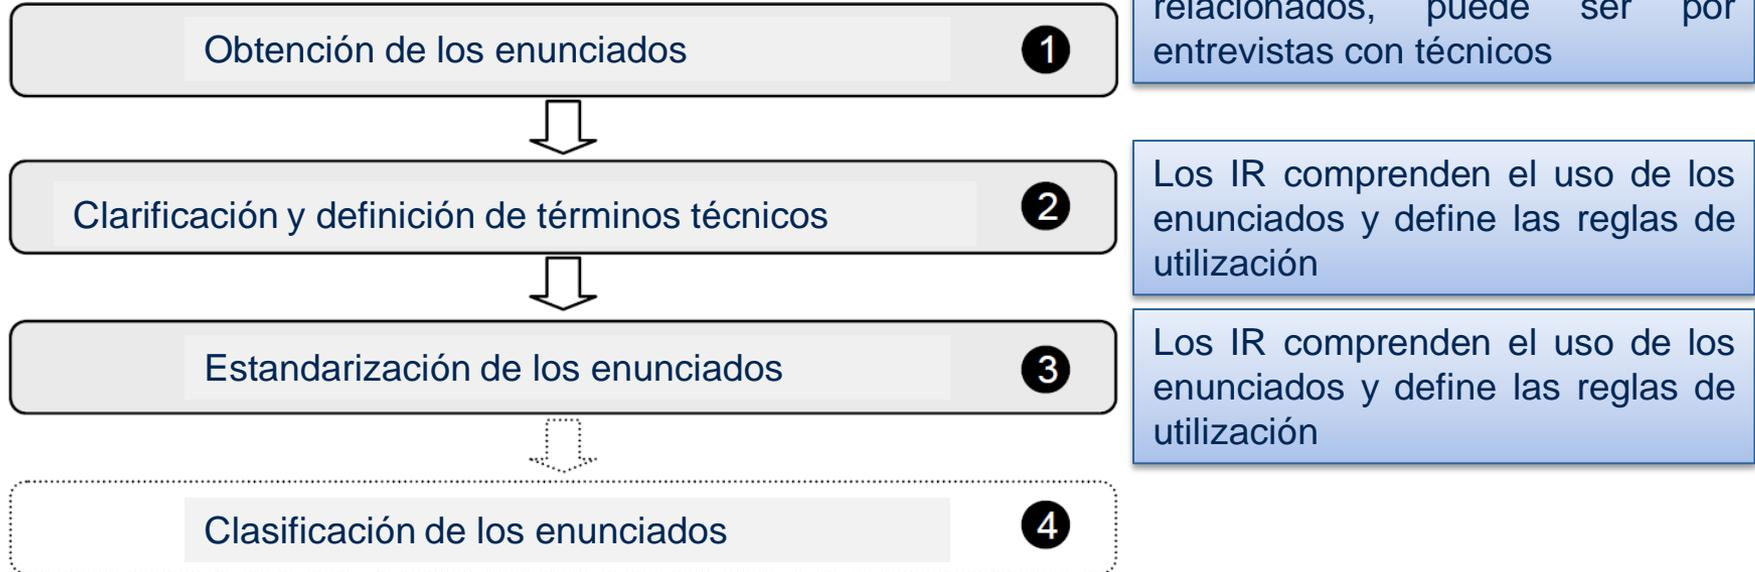 Obtención de los enunciados
1
relacionados, puede ser por
entrevistas con técnicos
Clarificación y definición de términos técnicos
2
Los IR comprenden el uso de los
enunciados y define las reglas de
utilización
Estandarización de los enunciados
3
Los IR comprenden el uso de los
enunciados y define las reglas de
utilización
Clasificación de los enunciados
4